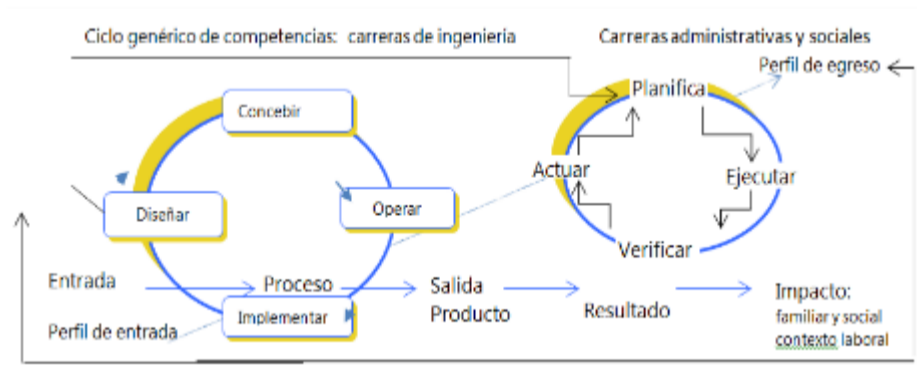 Ciclo genérico de competencias: carreras de ingenieria
Carreras administrativas y sociales
Perfil de egreso
Planifica
Concebir
Actuar
Ejecutar
Diseñar
Operar
Verificar
Entrada
Proceso
Salida
Producto
Resultado
Impacto:
familiar y social
contexto laboral
Perfil de entrada
Implementar